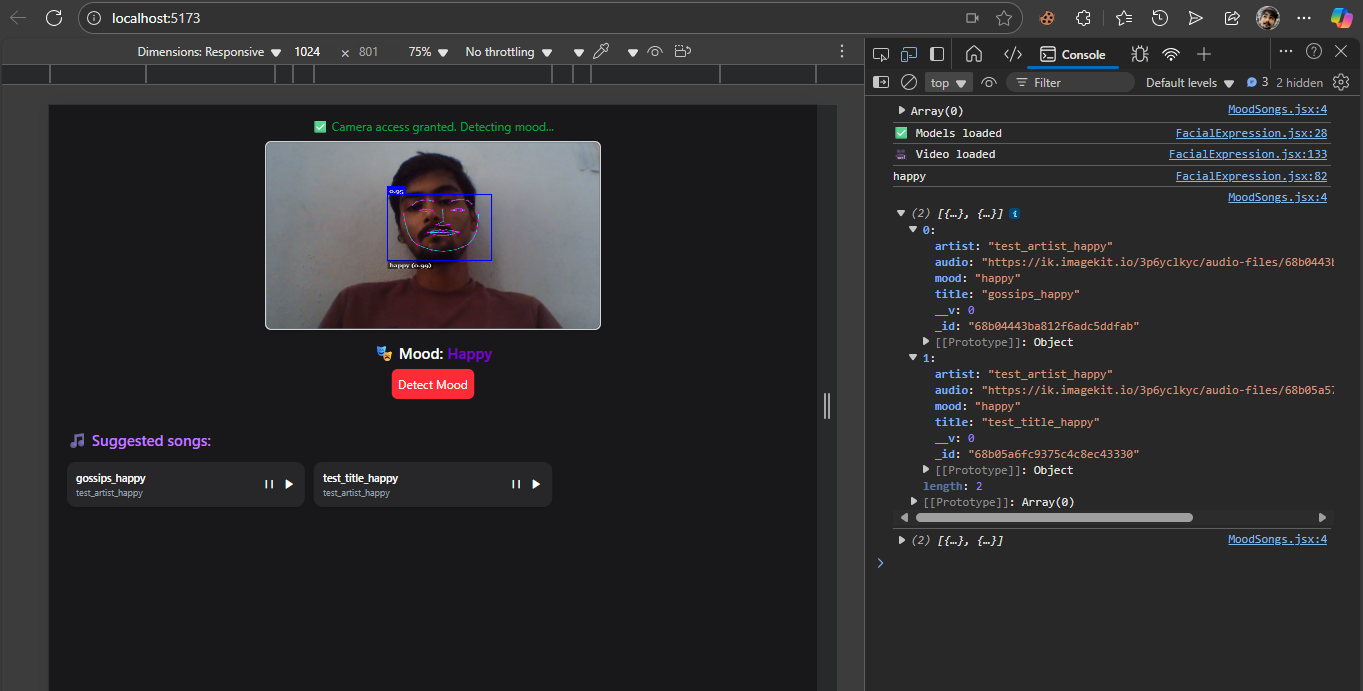 localhost:5173
Dimensions: Responsive 1024 × 801 75% No throttling
✅ Camera access granted. Detecting mood...
0.95
happy (0.99)
🎭 Mood: Happy
Detect Mood
🎵 Suggested songs:
gossips_happy
test_artist_happy
test_title_happy
test_artist_happy
Console
top Filter Default levels 3 2 hidden
Array(0) MoodSongs.jsx:4
✅ Models loaded FacialExpression.jsx:28
Video loaded FacialExpression.jsx:133
happy FacialExpression.jsx:82
MoodSongs.jsx:4
(2) [{…}, {…}] i
0:
artist: "test_artist_happy"
audio: "https://ik.imagekit.io/3p6yclkyc/audio-files/68b0443b
mood: "happy"
title: "gossips_happy"
__v: 0
_id: "68b04443ba812f6adc5ddfab"
[[Prototype]]: Object
1:
artist: "test_artist_happy"
audio: "https://ik.imagekit.io/3p6yclkyc/audio-files/68b05a57
mood: "happy"
title: "test_title_happy"
__v: 0
_id: "68b05a6fc9375c4c8ec43330"
[[Prototype]]: Object
length: 2
[[Prototype]]: Array(0)
(2) [{…}, {…}] MoodSongs.jsx:4